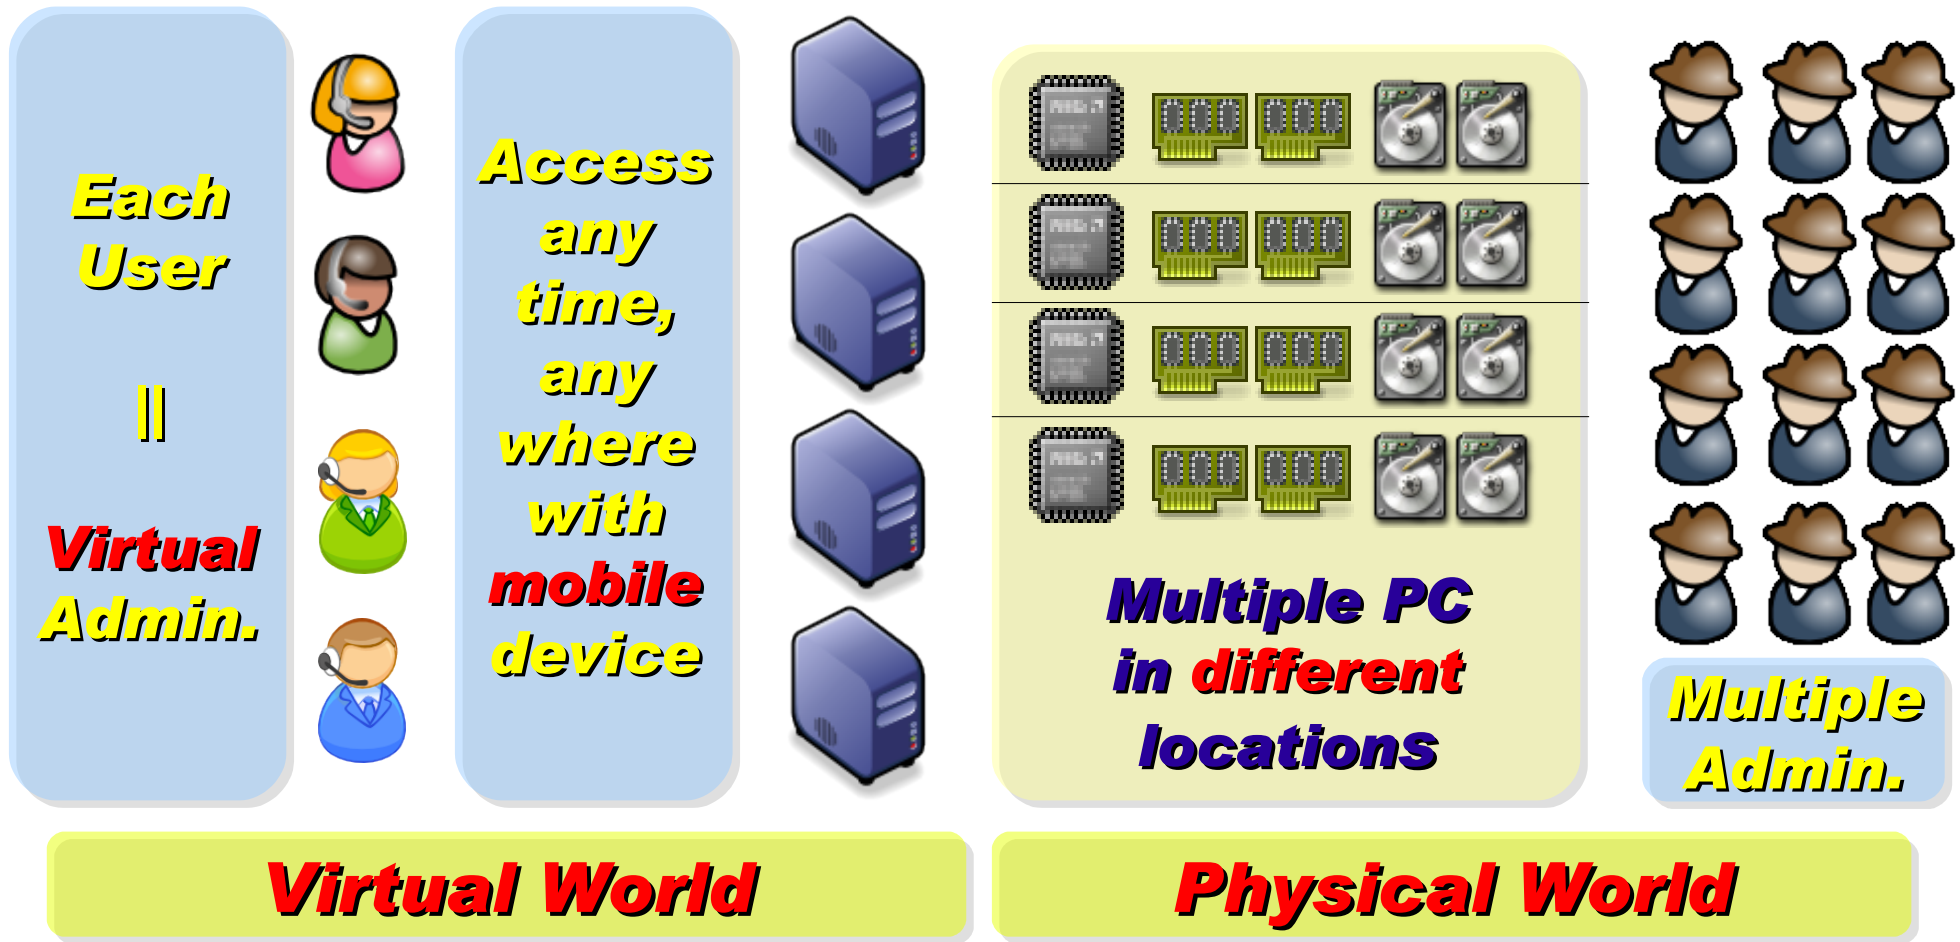 Each
User
||
Virtual
Admin.
Access
any
time,
any
where
with
mobile
device
Multiple PC
in different
locations
Multiple
Admin.
Virtual World
Physical World